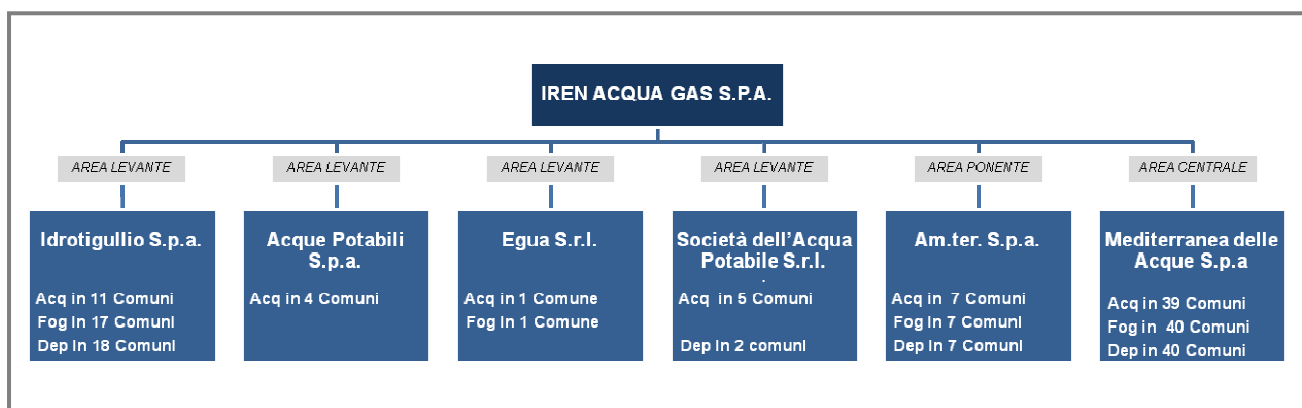 IREN ACQUA GAS S.P.A.
AREA LEVANTE
AREA LEVANTE
AREA LEVANTE
AREA LEVANTE
AREA PONENTE
AREA CENTRALE
Idrotigullio S.p.a.
Acq in 11 Comuni
Fog in 17 Comuni
Dep in 18 Comuni
Acque Potabili
S.p.a.
Acq in 4 Comuni
Egua S.r.l.
Acq in 1 Comune
Fog in 1 Comune
Società dell'Acqua
Potabile S.r.l.
Acq in 5 Comuni
Dep in 2 comuni
Am.ter. S.p.a.
Acq in 7 Comuni
Fog in 7 Comuni
Dep in 7 Comuni
Mediterranea delle
Acque S.p.a
Acq in 39 Comuni
Fog in 40 Comuni
Dep in 40 Comuni